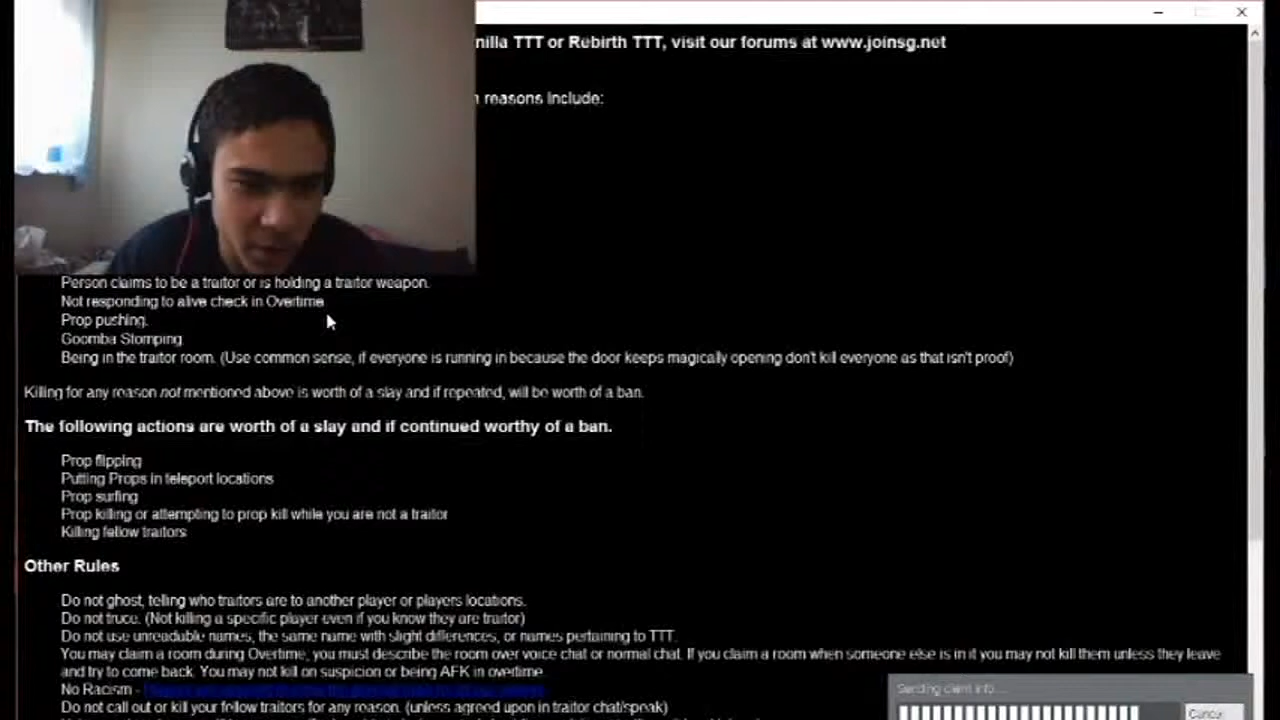 nilla TTT or Rebirth TTT, visit our forums at www.joinsg.net
reasons include:
Person claims to be a traitor or is holding a traitor weapon.
Not responding to alive check in Overtime
Prop pushing.
Goomba Stomping
Being in the traitor room. (Use common sense, if everyone is running in because the door keeps magically opening don't kill everyone as that isn't proof)
Killing for any reason not mentioned above is worth of a slay and if repeated, will be worth of a ban.
The following actions are worth of a slay and if continued worthy of a ban.
Prop flipping
Putting Props in teleport locations
Prop surfing
Prop killing or attempting to prop kill while you are not a traitor
Killing fellow traitors
Other Rules
Do not ghost, telling who traitors are to another player or players locations.
Do not truce. (Not killing a specific player even if you know they are traitor)
Do not use unreadable names, the same name with slight differences, or names pertaining to TTT.
You may claim a room during Overtime, you must describe the room over voice chat or normal chat. If you claim a room when someone else is in it you may not kill them unless they leave
and try to come back. You may not kill on suspicion or being AFK in overtime.
No Racism -
Sending client info...
Do not call out or kill your fellow traitors for any reason. (unless agreed upon in traitor chat/speak)
Cancel